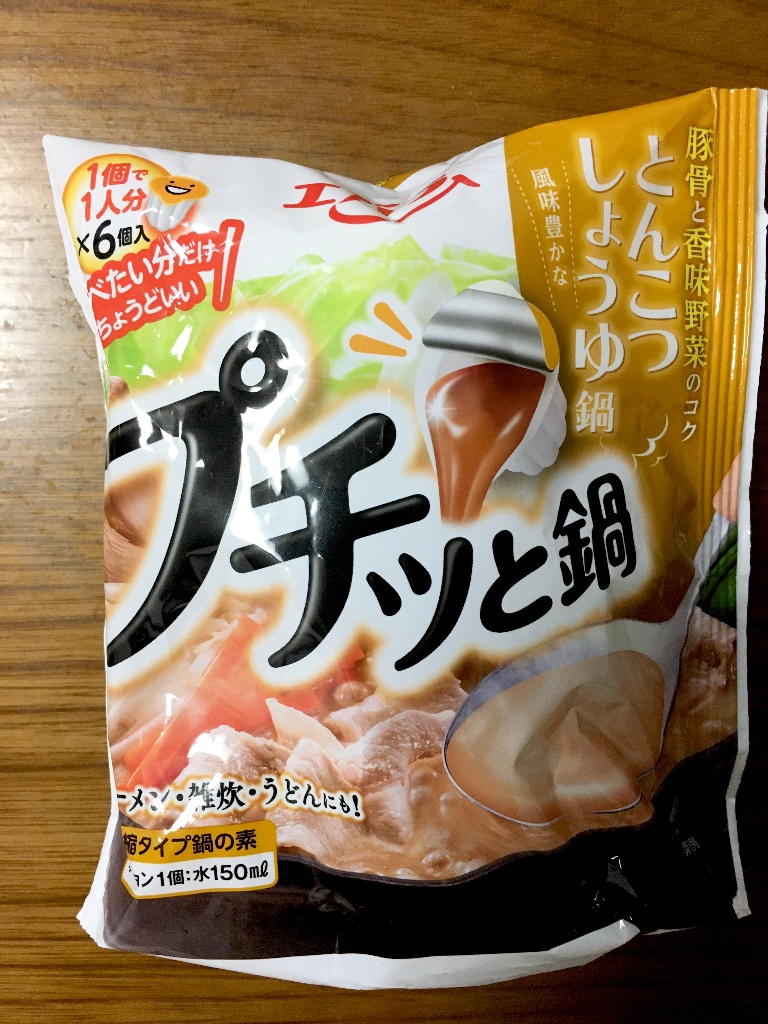 1個で
1人分
×6個入
べたい分だけ
ちょうどいい
エバラ
豚骨と香味野菜のコク
とんこつ
しょうゆ鍋
風味豊かな
プチッと鍋
ーメン・雑炊・うどんにも!
縮タイプ鍋の素
ョン1個:水150mℓ